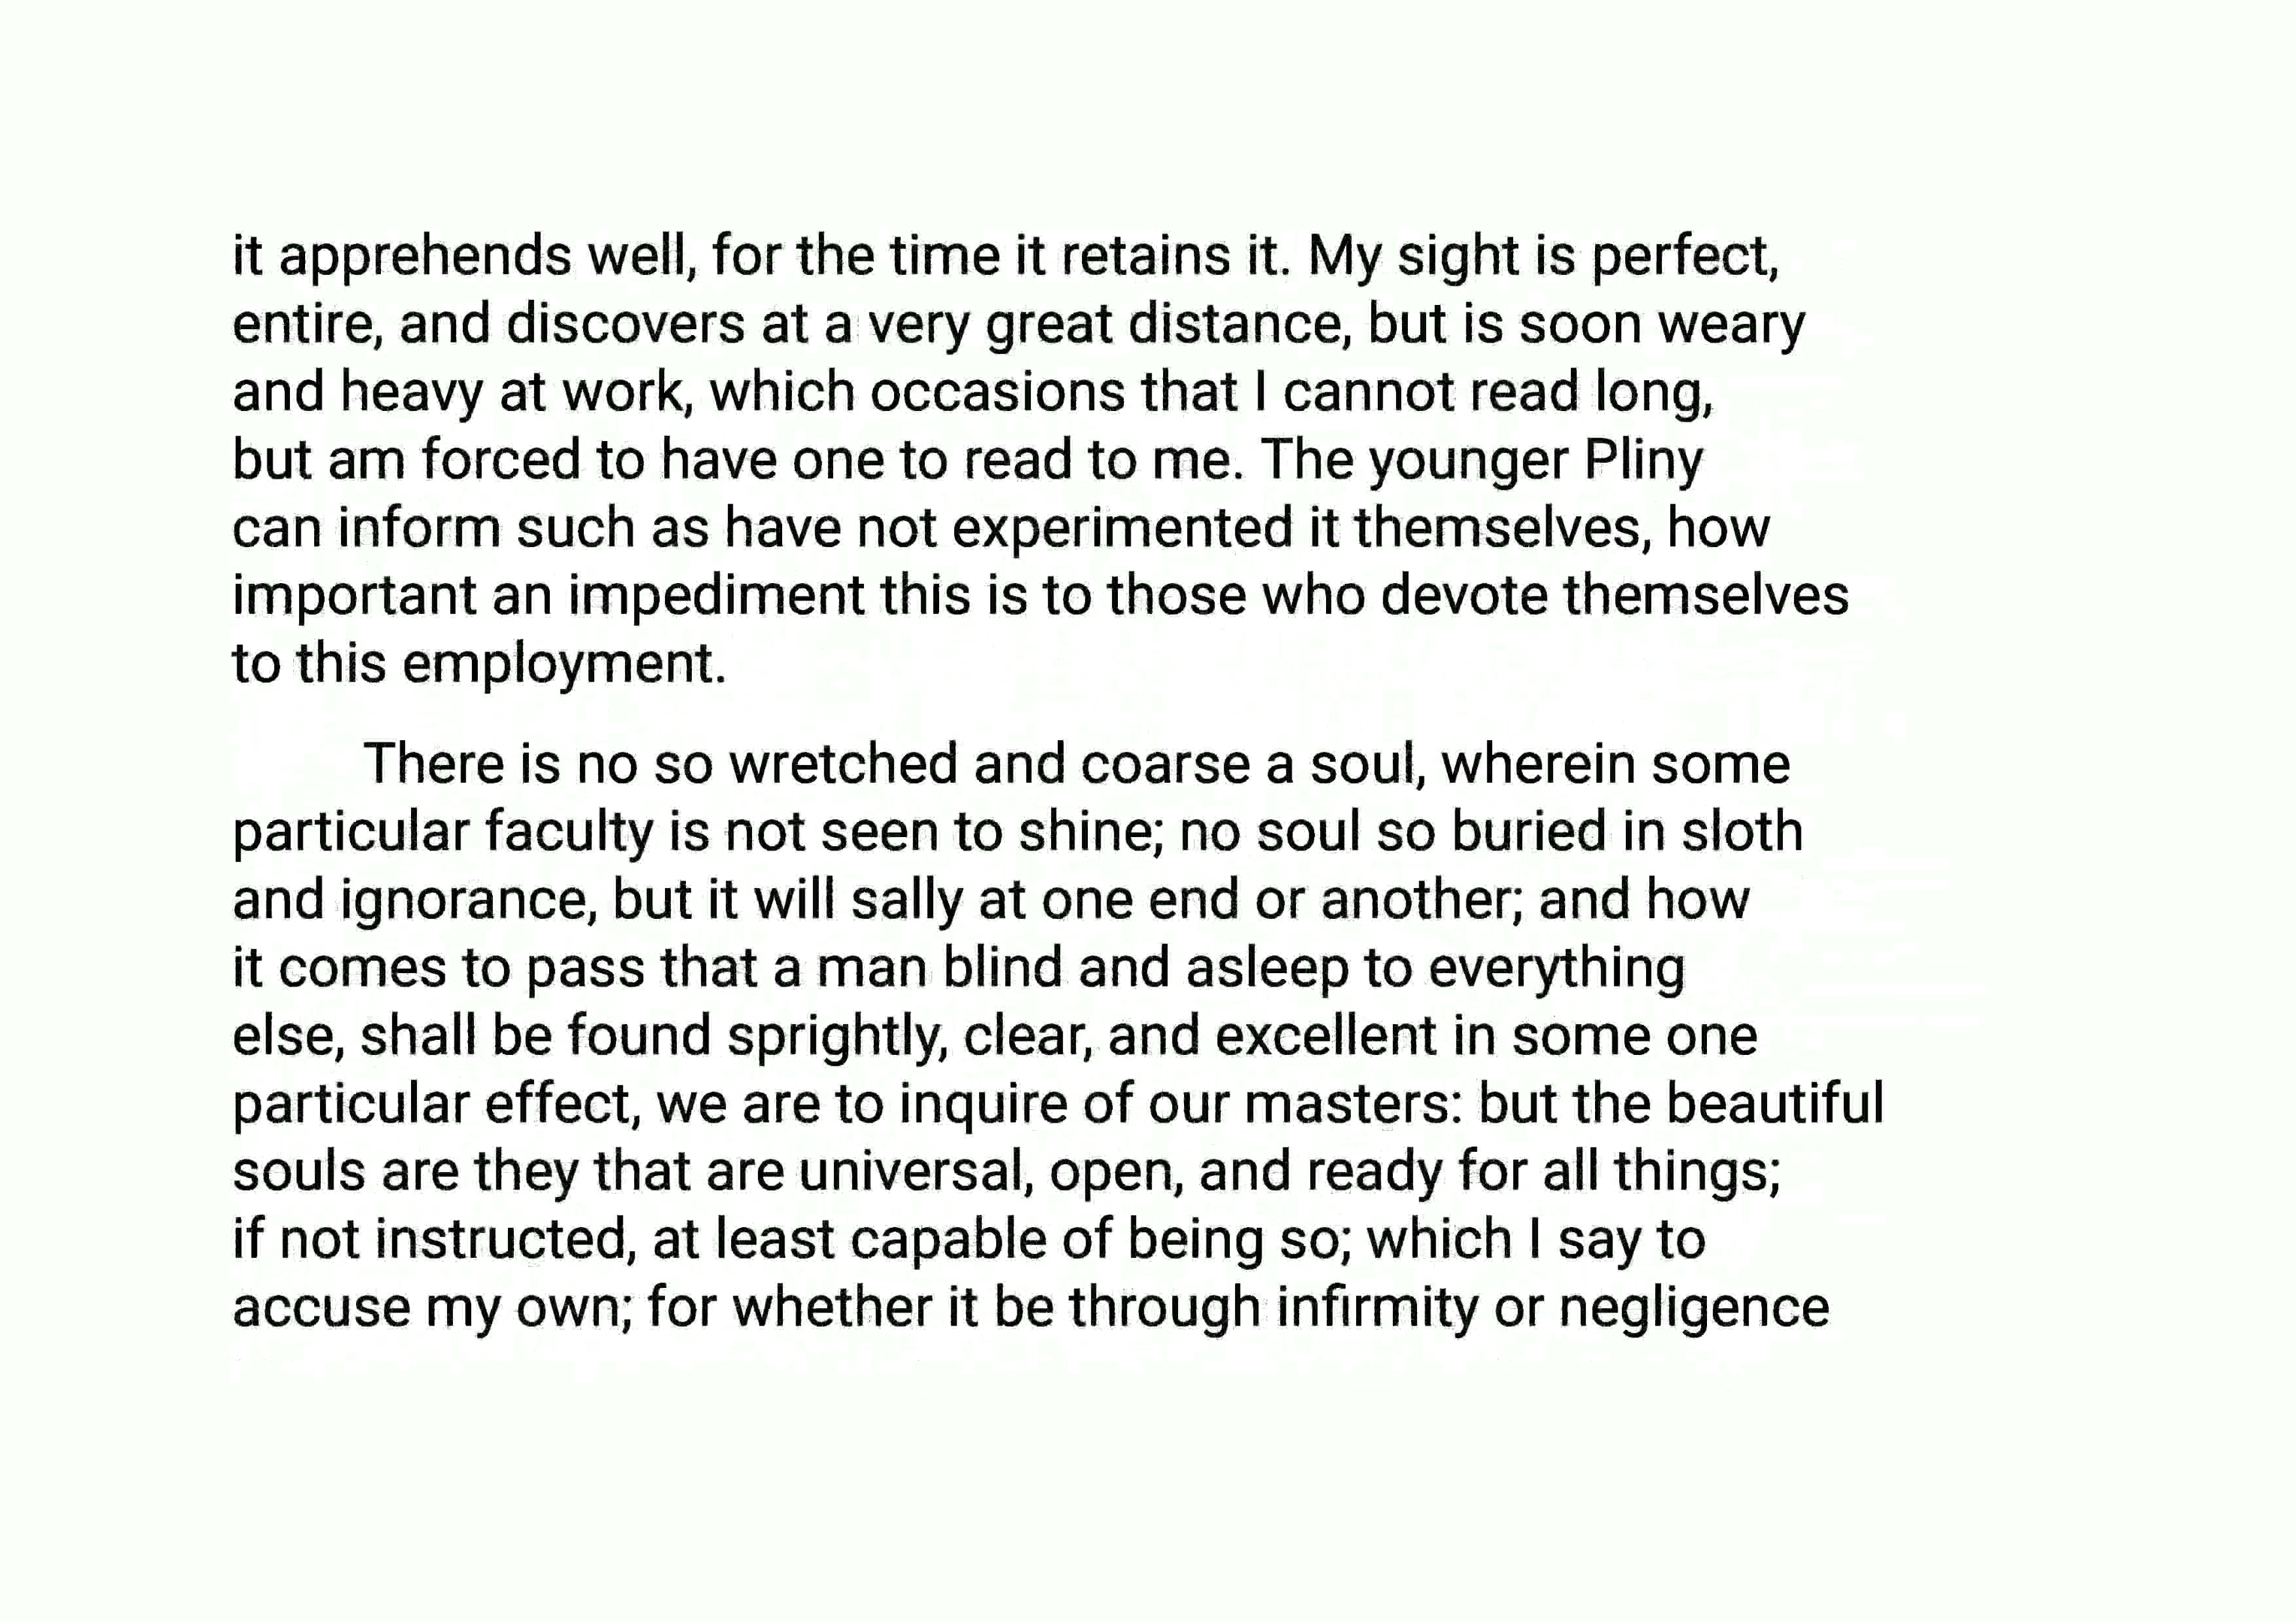 it apprehends well, for the time it retains it. My sight is perfect,
entire, and discovers at a very great distance, but is soon weary
and heavy at work, which occasions that I cannot read long,
but am forced to have one to read to me. The younger Pliny
can inform such as have not experimented it themselves, how
important an impediment this is to those who devote themselves
to this employment.
There is no so wretched and coarse a soul, wherein some
particular faculty is not seen to shine; no soul so buried in sloth
and ignorance, but it will sally at one end or another; and how
it comes to pass that a man blind and asleep to everything
else, shall be found sprightly, clear, and excellent in some one
particular effect, we are to inquire of our masters: but the beautiful
souls are they that are universal, open, and ready for all things;
if not instructed, at least capable of being so; which I say to
accuse my own; for whether it be through infirmity or negligence